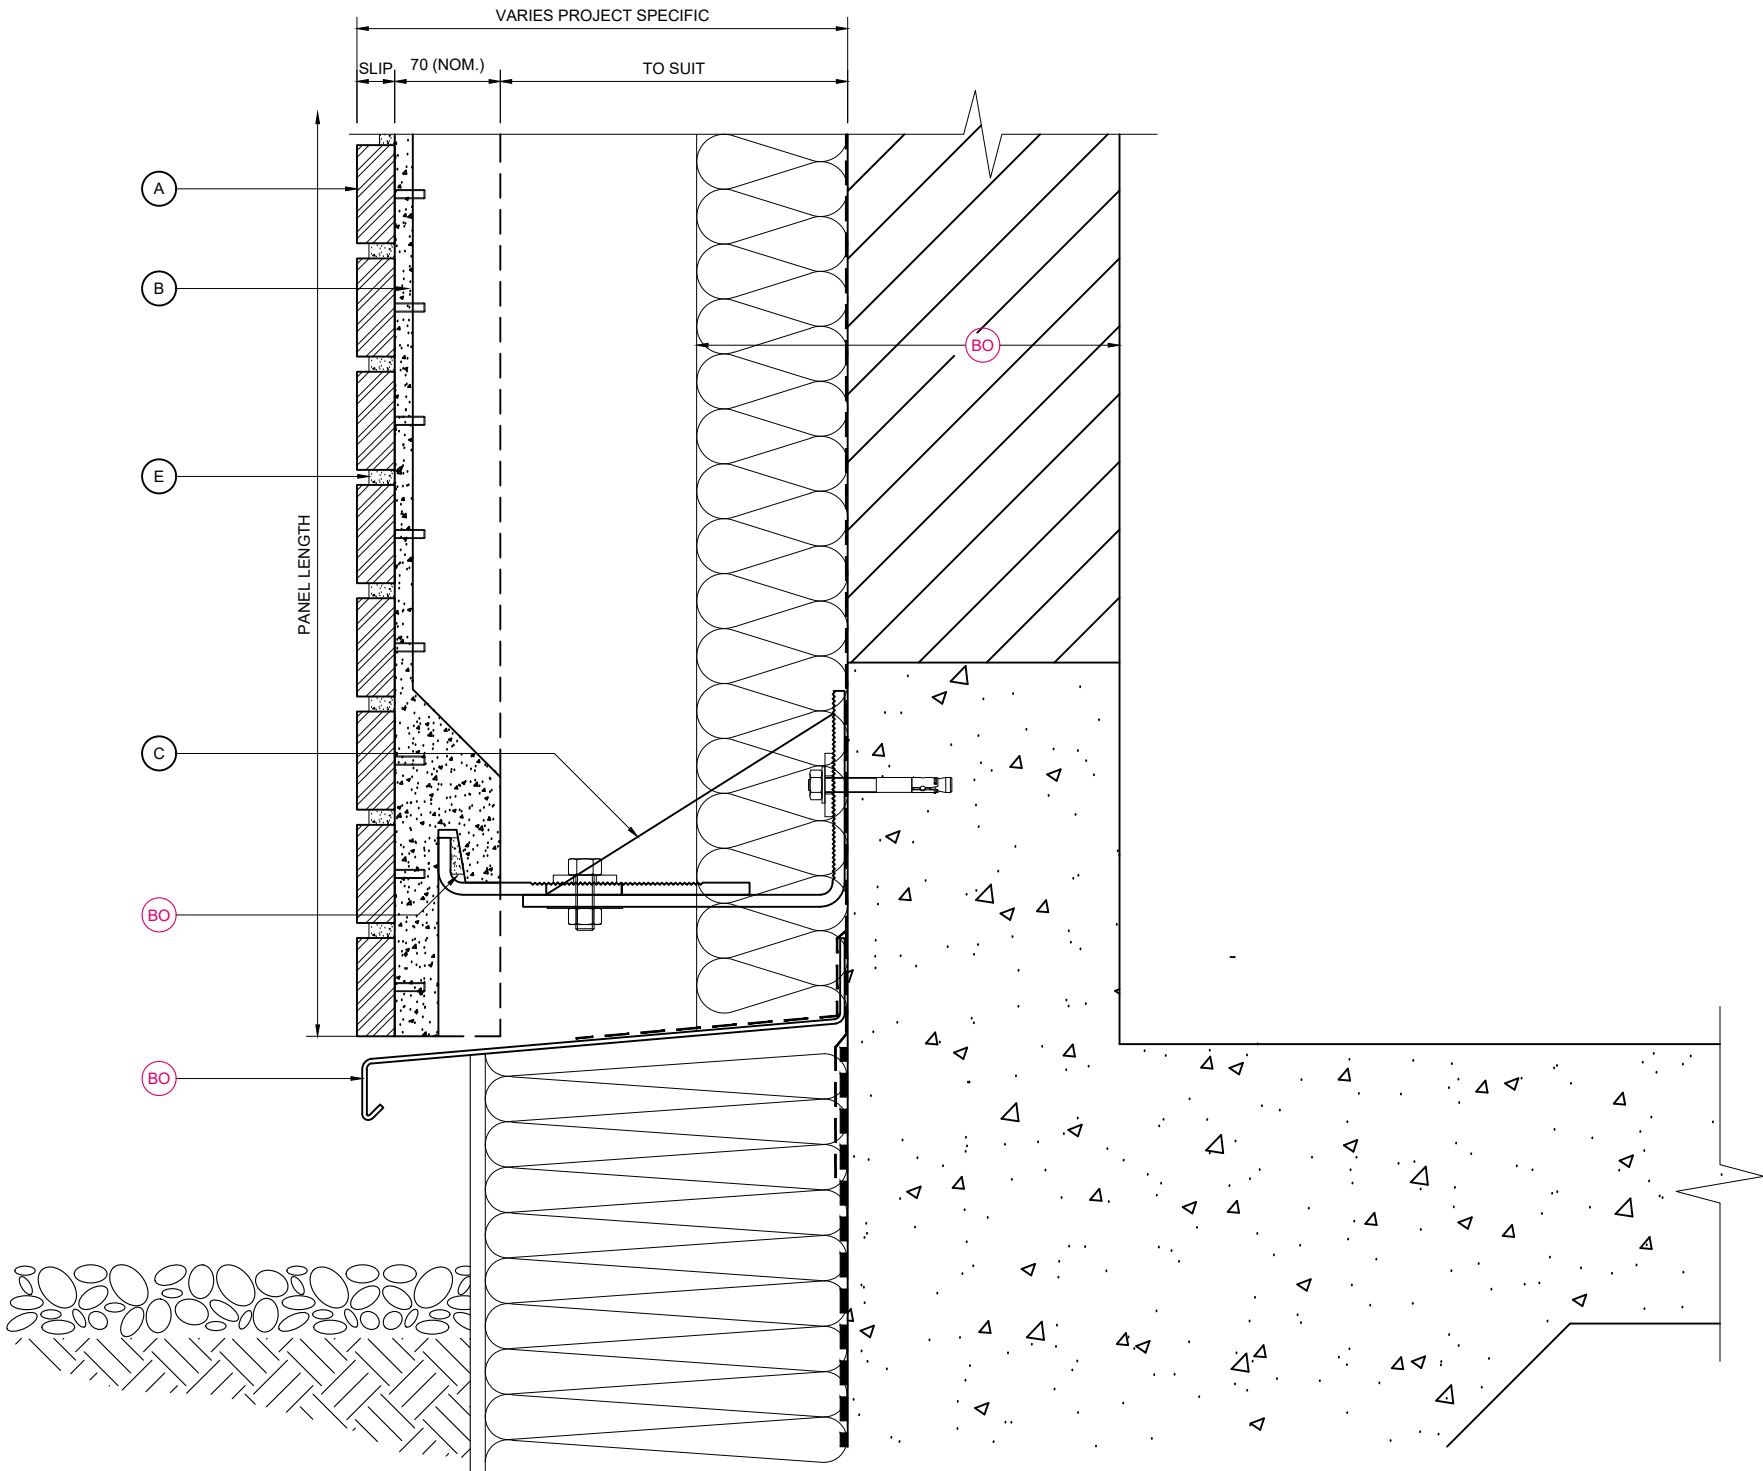 VARIES PROJECT SPECIFIC
SLIP 70 (NOM.) TO SUIT
A
B
BO
E
PANEL LENGTH
C
BO
BO